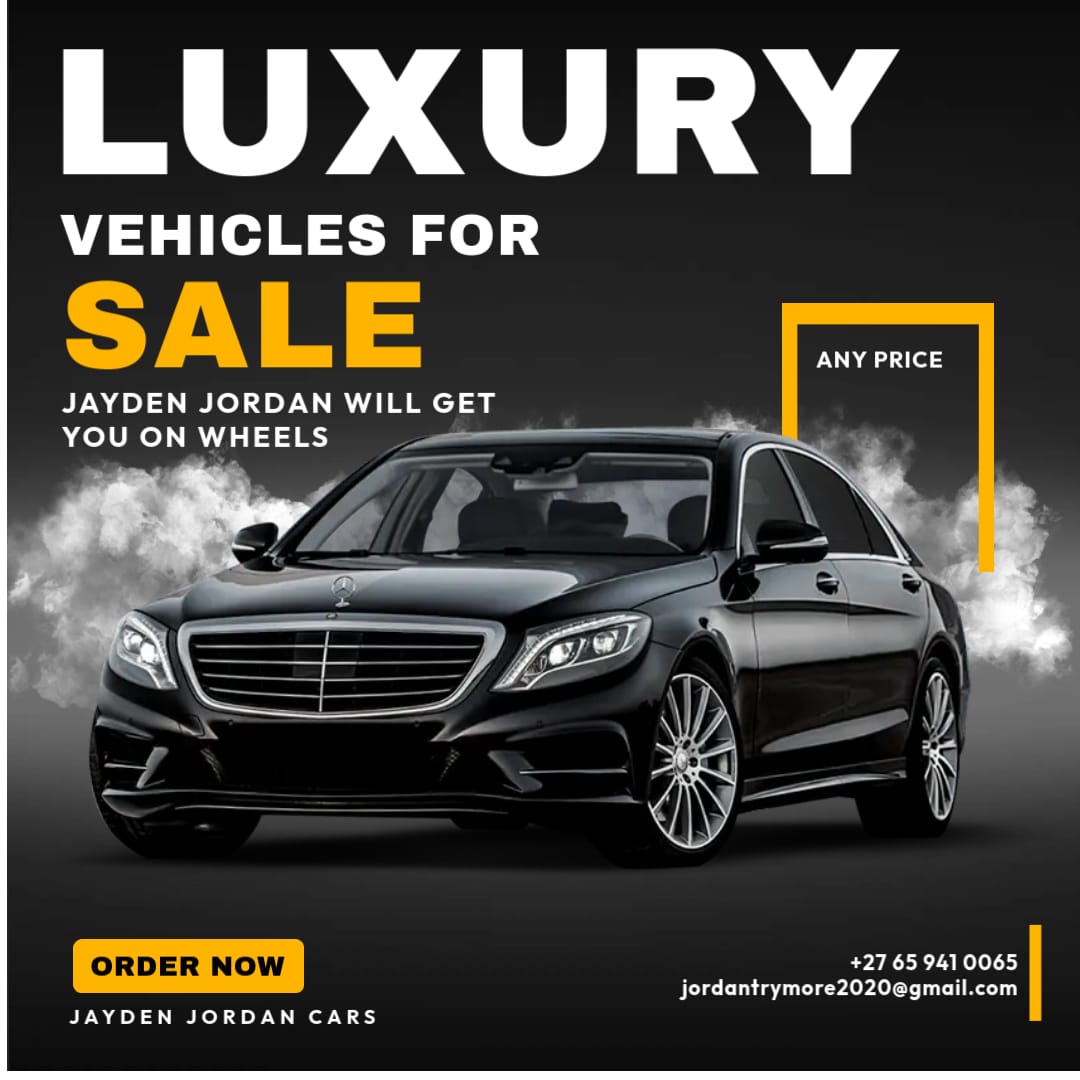 LUXURY
VEHICLES FOR
SALE
JAYDEN JORDAN WILL GET
YOU ON WHEELS
ANY PRICE
ORDER NOW
JAYDEN JORDAN CARS
+27 65 941 0065
jordantrymore2020@gmail.com